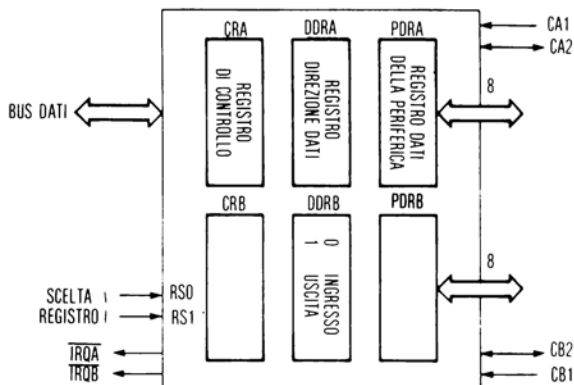 CRA
DDRA
PDRA
CA1
CA2
REGISTRO
DI CONTROLLO
REGISTRO
DIREZIONE DATI
REGISTRO DATI
DELLA PERIFERICA
8
BUS DATI
CRB
DDRB
PDRB
0 INGRESSO
1 USCITA
8
SCELTA
REGISTRO
RS0
RS1
IRQA
IRQB
CB2
CB1